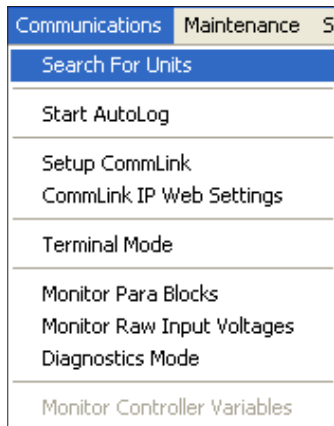 Communications Maintenance S
Search For Units
Start AutoLog
Setup CommLink
CommLink IP Web Settings
Terminal Mode
Monitor Para Blocks
Monitor Raw Input Voltages
Diagnostics Mode
Monitor Controller Variables